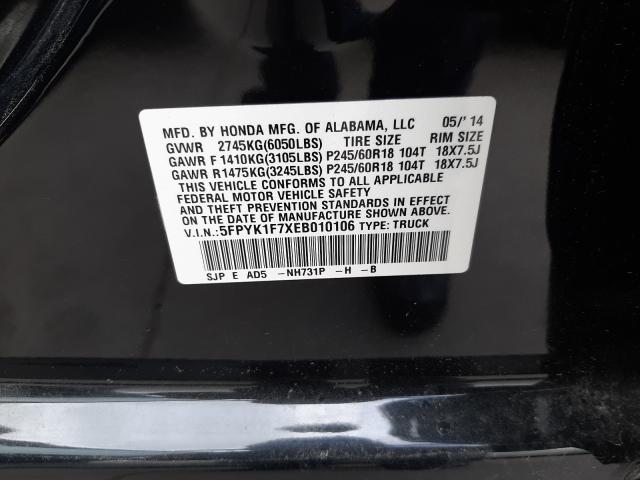 MFD. BY HONDA MFG. OF ALABAMA, LLC 05/'14
GVWR 2745KG(6050LBS) TIRE SIZE RIM SIZE
GAWR F 1410KG(3105LBS) P245/60R18 104T 18X7.5J
GAWR R1475KG(3245LBS) P245/60R18 104T 18X7.5J
THIS VEHICLE CONFORMS TO ALL APPLICABLE
FEDERAL MOTOR VEHICLE SAFETY
AND THEFT PREVENTION STANDARDS IN EFFECT
ON THE DATE OF MANUFACTURE SHOWN ABOVE.
V.I.N.: 5FPYK1F7XEB010106 TYPE: TRUCK
SJP E AD5 -NH731P -H -B